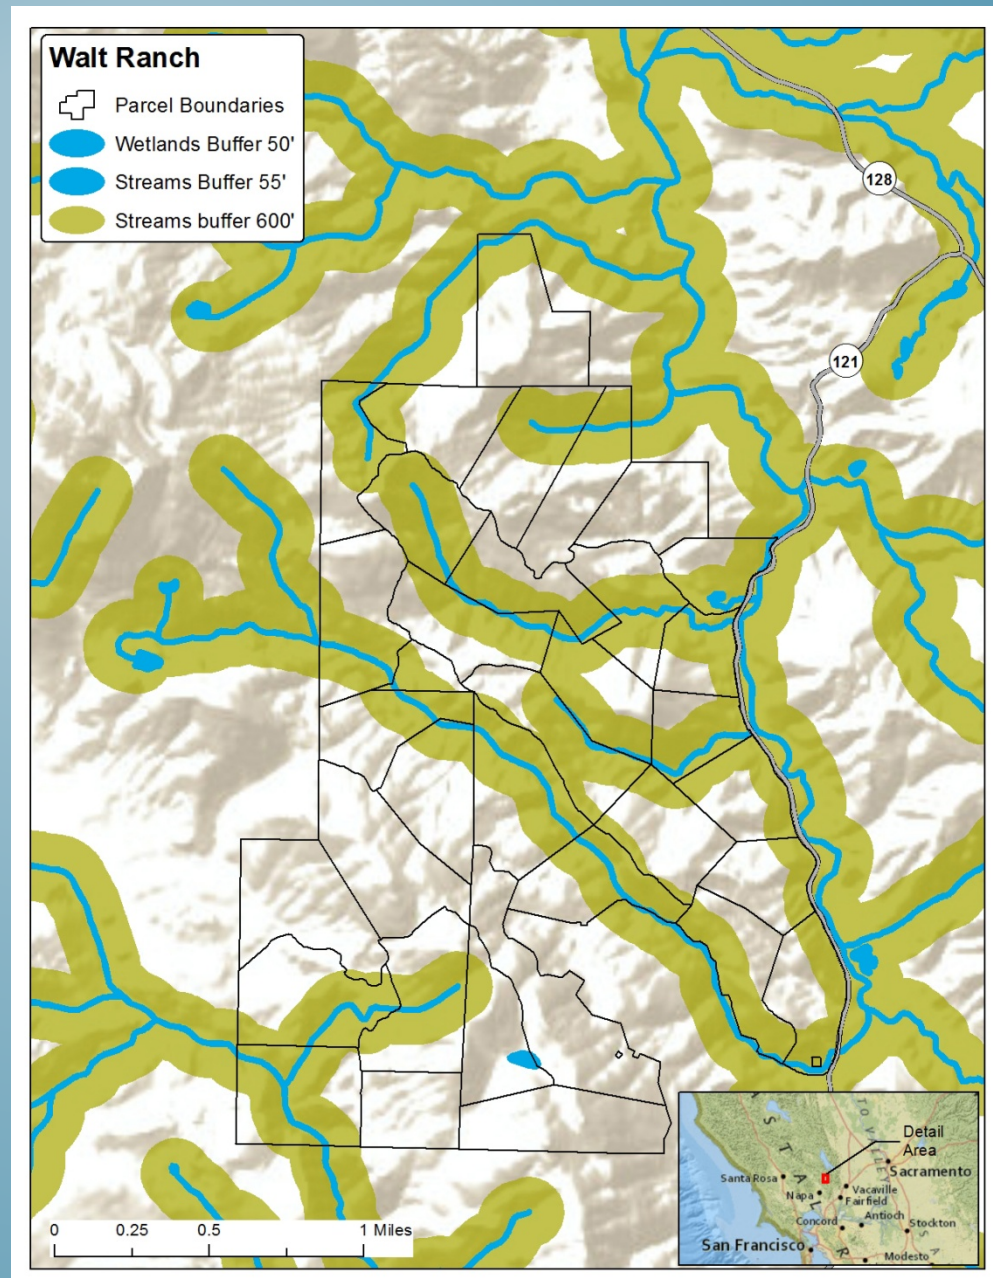 Walt Ranch
Parcel Boundaries
Wetlands Buffer 50'
Streams Buffer 55'
Streams buffer 600'
128
121
0 0.25 0.5 1 Miles
Detail
Area
Sacramento
Santa Rosa
Napa
Vacaville
Fairfield
Concord
Antioch
Stockton
San Francisco
Modesto